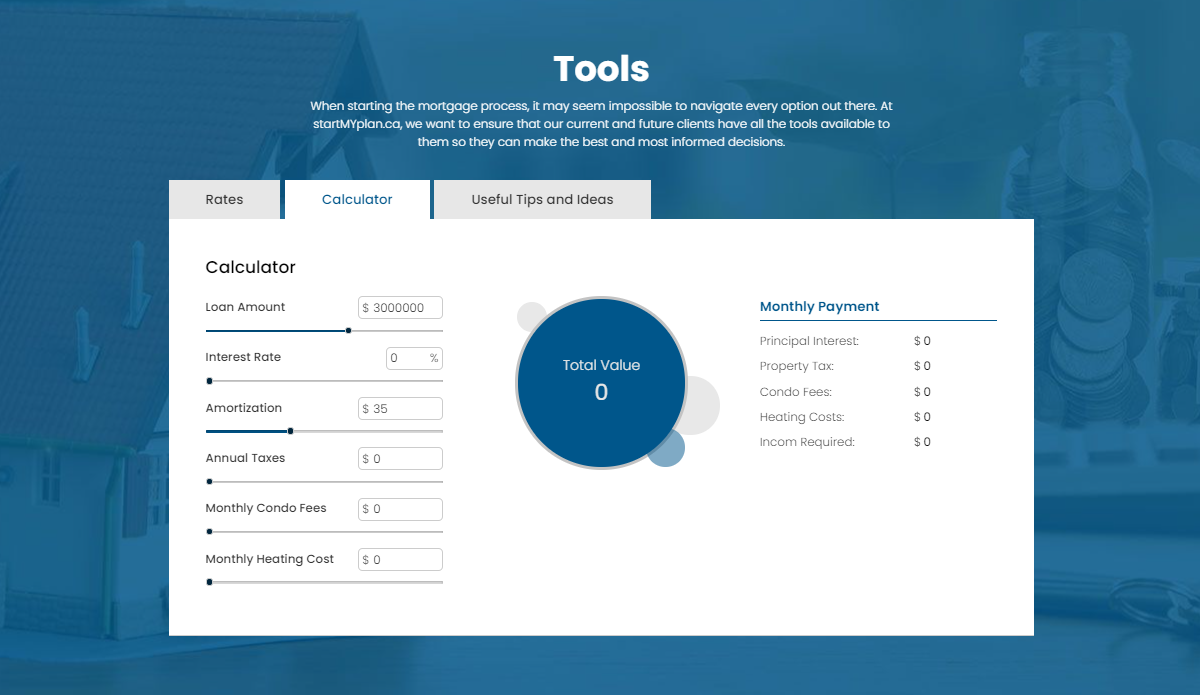 Tools
When starting the mortgage process, it may seem impossible to navigate every option out there. At
startMYplan.ca, we want to ensure that our current and future clients have all the tools available to
them so they can make the best and most informed decisions.
Rates
Calculator
Useful Tips and Ideas
Calculator
Loan Amount $ 3000000
Interest Rate 0 %
Amortization $ 35
Annual Taxes $ 0
Monthly Condo Fees $ 0
Monthly Heating Cost $ 0
Total Value
0
Monthly Payment
Principal Interest: $ 0
Property Tax: $ 0
Condo Fees: $ 0
Heating Costs: $ 0
Incom Required: $ 0